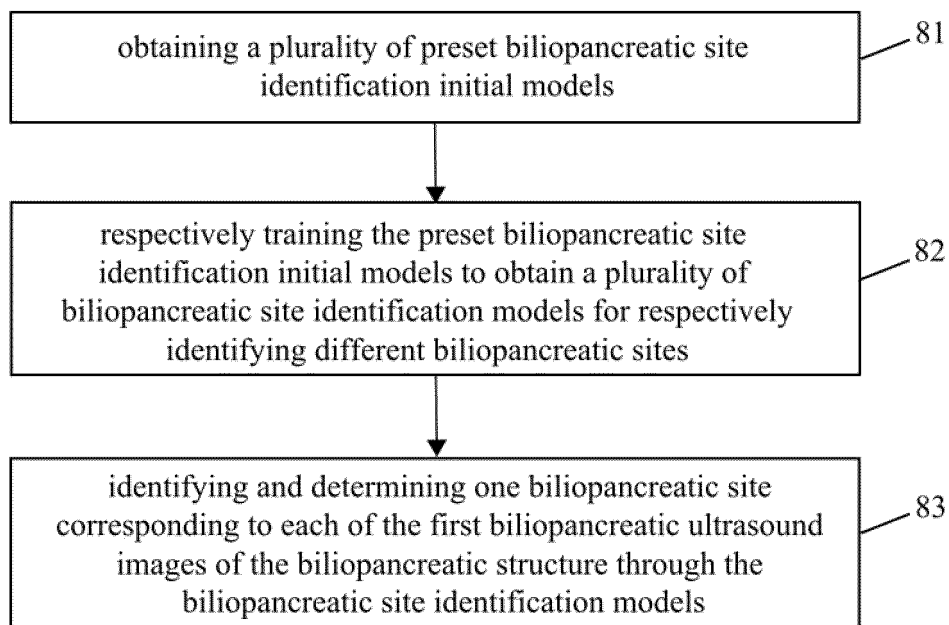 obtaining a plurality of preset biliopancreatic site
identification initial models
81
respectively training the preset biliopancreatic site
identification initial models to obtain a plurality of
biliopancreatic site identification models for respectively
identifying different biliopancreatic sites
82
identifying and determining one biliopancreatic site
corresponding to each of the first biliopancreatic ultrasound
images of the biliopancreatic structure through the
biliopancreatic site identification models
83